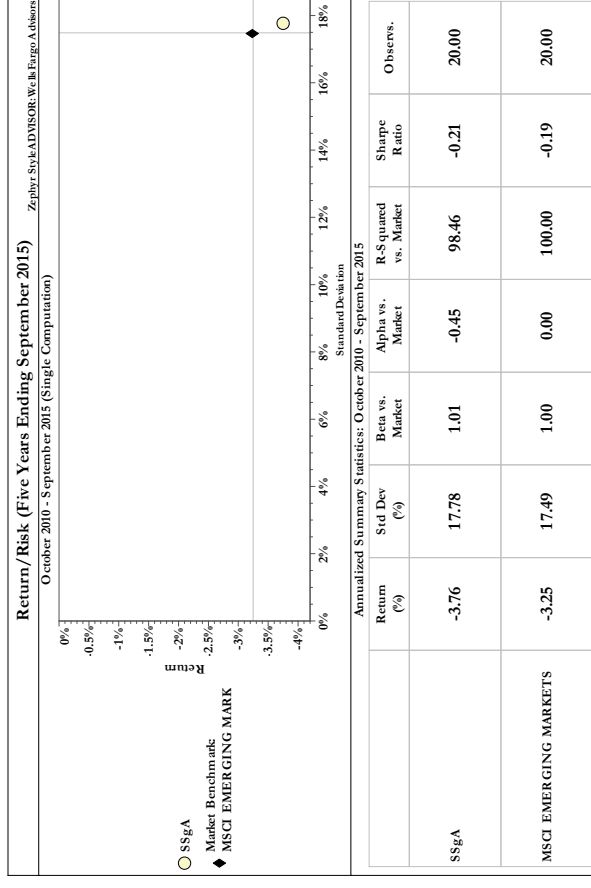 Return/Risk (Five Years Ending September 2015)
Zephyr StyleADVISOR: Wells Fargo Advisors
October 2010 - September 2015 (Single Computation)
SSgA
Market Benchmark:
MSCI EMERGING MARK
Return
0%
-0.5%
-1%
-1.5%
-2%
-2.5%
-3%
-3.5%
-4%
0% 2% 4% 6% 8% 10% 12% 14% 16% 18%
Standard Deviation
Annualized Summary Statistics: October 2010 - September 2015
Return (%) Std Dev (%) Beta vs. Market Alpha vs. Market R-Squared vs. Market Sharpe Ratio Observs.
SSgA -3.76 17.78 1.01 -0.45 98.46 -0.21 20.00
MSCI EMERGING MARKETS -3.25 17.49 1.00 0.00 100.00 -0.19 20.00